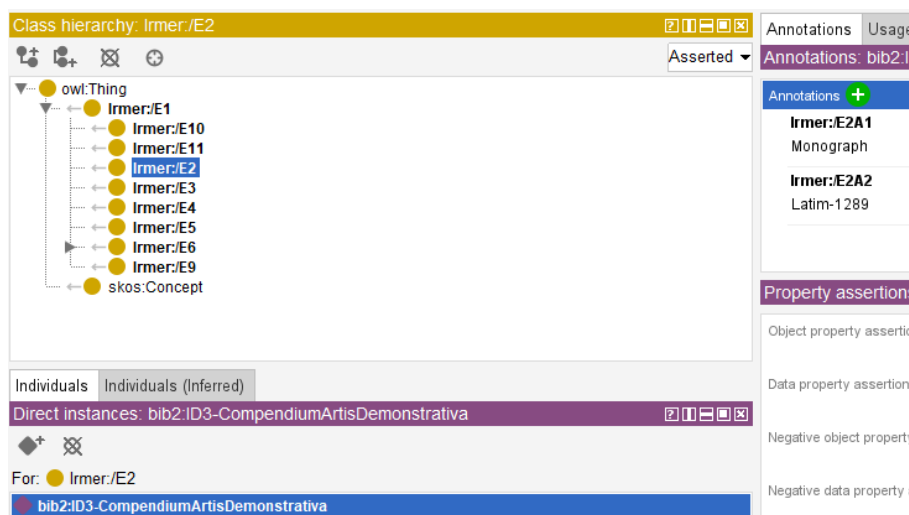 Class hierarchy: Irmer:/E2
Asserted
owl:Thing
Irmer:/E1
Irmer:/E10
Irmer:/E11
Irmer:/E2
Irmer:/E3
Irmer:/E4
Irmer:/E5
Irmer:/E6
Irmer:/E9
skos:Concept
Individuals Individuals (Inferred)
Direct instances: bib2:ID3-CompendiumArtisDemonstrativa
For: Irmer:/E2
bib2:ID3-CompendiumArtisDemonstrativa
Annotations Usage
Annotations: bib2:I
Annotations
Irmer:/E2A1
Monograph
Irmer:/E2A2
Latim-1289
Property assertions
Object property assertio
Data property assertion
Negative object property
Negative data property